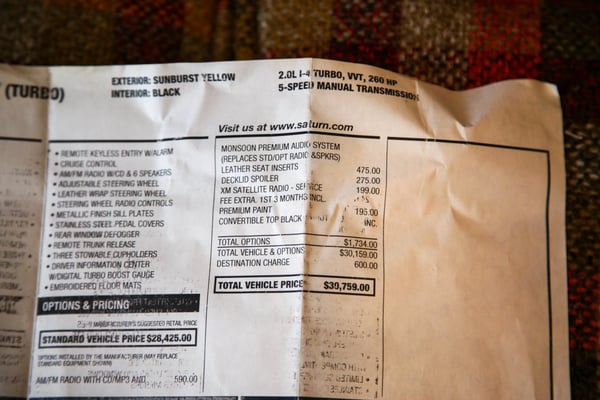 (TURBO)
EXTERIOR: SUNBURST YELLOW
INTERIOR: BLACK
2.0L I-4 TURBO, VVT, 260 HP
5-SPEED MANUAL TRANSMISSION
• REMOTE KEYLESS ENTRY W/ALARM
• CRUISE CONTROL
• AM/FM RADIO W/CD & 6 SPEAKERS
• ADJUSTABLE STEERING WHEEL
• LEATHER WRAP STEERING WHEEL
• STEERING WHEEL RADIO CONTROLS
• METALLIC FINISH SILL PLATES
• STAINLESS STEEL PEDAL COVERS
• REAR WINDOW DEFOGGER
• REMOTE TRUNK RELEASE
• THREE STOWABLE CUPHOLDERS
• DRIVER INFORMATION CENTER
W/DIGITAL TURBO BOOST GAUGE
• EMBROIDERED FLOOR MATS
OPTIONS & PRICING
MANUFACTURER'S SUGGESTED RETAIL PRICE
STANDARD VEHICLE PRICE $28,425.00
OPTIONS INSTALLED BY THE MANUFACTURER (MAY REPLACE
STANDARD EQUIPMENT SHOWN)
AM/FM RADIO WITH CD/MP3 AND 590.00
Visit us at www.saturn.com
MONSOON PREMIUM AUDIO SYSTEM
(REPLACES STD/OPT RADIO &SPKRS)
LEATHER SEAT INSERTS 475.00
DECKLID SPOILER 275.00
XM SATELLITE RADIO - SERVICE 199.00
FEE EXTRA. 1ST 3 MONTHS INCL.
PREMIUM PAINT 195.00
CONVERTIBLE TOP BLACK INC.
TOTAL OPTIONS $1,734.00
TOTAL VEHICLE & OPTIONS $30,159.00
DESTINATION CHARGE 600.00
TOTAL VEHICLE PRICE $39,759.00